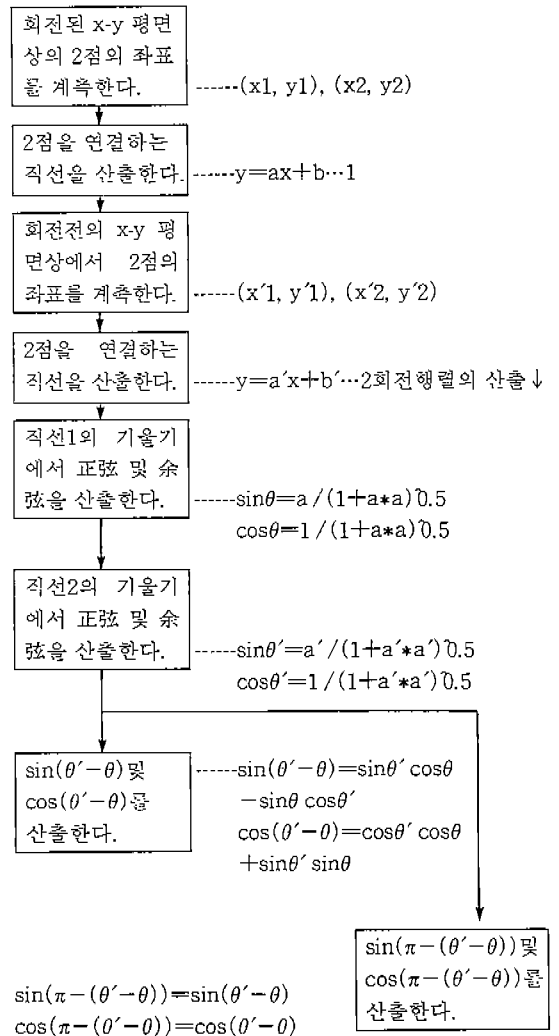 회전된 x-y 평면
상의 2점의 좌표
를 계측한다.
------(x1, y1), (x2, y2)
2점을 연결하는
직선을 산출한다.
-----y=ax+b…1
회전전의 x-y 평
면상에서 2점의
좌표를 계측한다.
------(x′1, y′1), (x′2, y′2)
2점을 연결하는
직선을 산출한다.
-----y=a′x+b′…2회전행렬의 산출↓
직선1의 기울기
에서 正弦 및 余
弦을 산출한다.
------sinθ=a/(1+a*a)^0.5
cosθ=1/(1+a*a)^0.5
직선2의 기울기
에서 正弦 및 余
弦을 산출한다.
------sinθ′=a′/(1+a′*a′)^0.5
cosθ′=1/(1+a′*a′)^0.5
sin(θ′-θ)및
cos(θ′-θ)를
산출한다.
-----sin(θ′-θ)=sinθ′ cosθ
-sinθ cosθ′
cos(θ′-θ)=cosθ′ cosθ
+sinθ′ sinθ
sin(π-(θ′-θ))및
cos(π-(θ′-θ))를
산출한다.
sin(π-(θ′-θ))=sin(θ′-θ)
cos(π-(θ′-θ))=cos(θ′-θ)